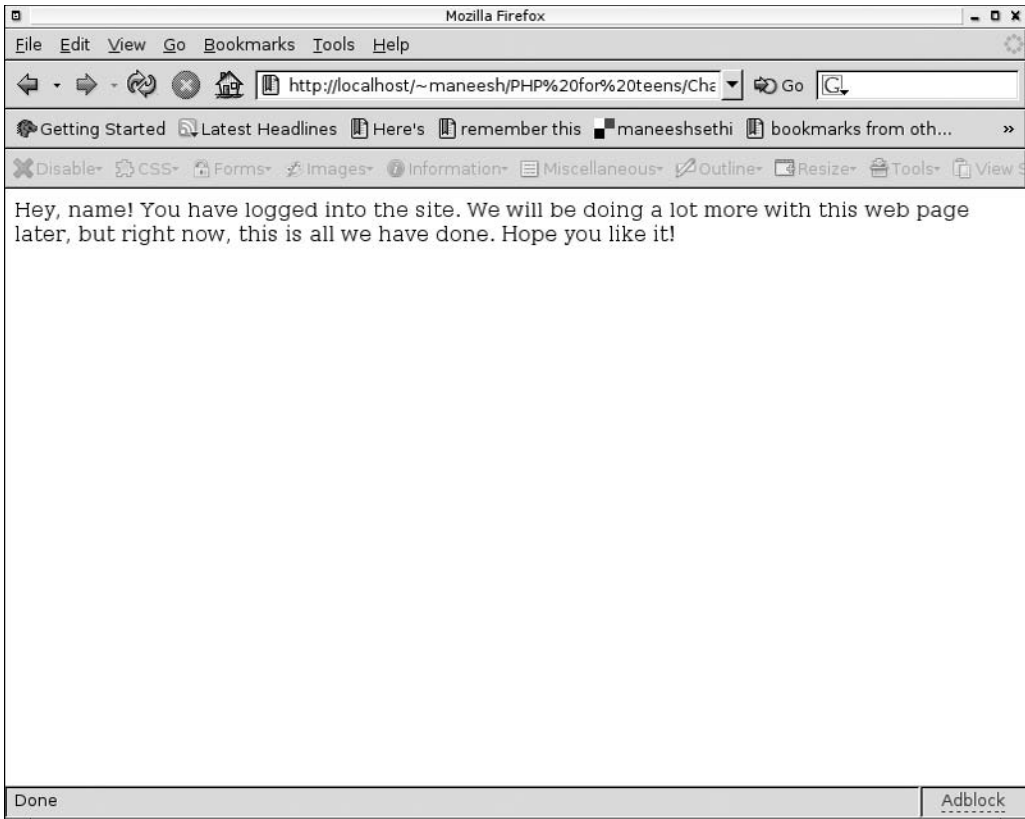 Mozilla Firefox
File Edit View Go Bookmarks Tools Help
http://localhost/~maneesh/PHP%20for%20teens/Cha Go G
Getting Started Latest Headlines Here's remember this maneeshsethi bookmarks from oth... »
Disable CSS Forms Images Information Miscellaneous Outline Resize Tools View S
Hey, name! You have logged into the site. We will be doing a lot more with this web page
later, but right now, this is all we have done. Hope you like it!
Done Adblock